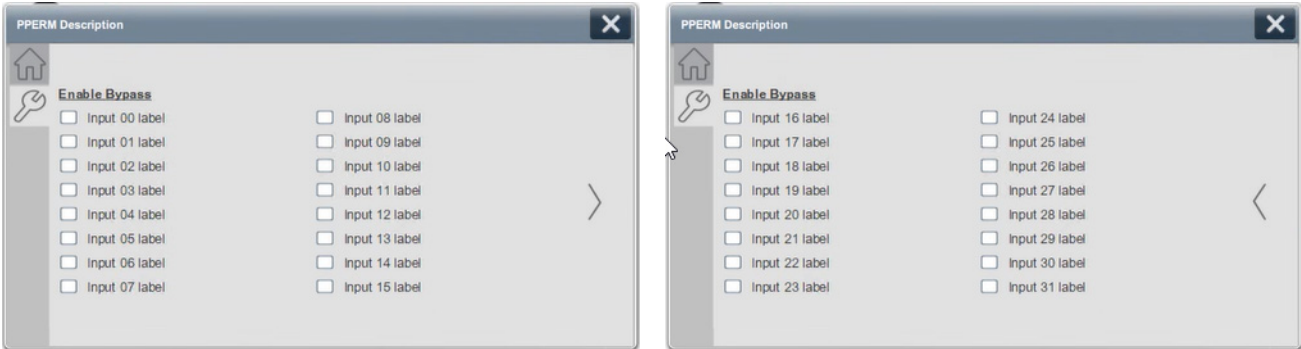 PPERM Description
Enable Bypass
Input 00 label
Input 01 label
Input 02 label
Input 03 label
Input 04 label
Input 05 label
Input 06 label
Input 07 label
Input 08 label
Input 09 label
Input 10 label
Input 11 label
Input 12 label
Input 13 label
Input 14 label
Input 15 label
PPERM Description
Enable Bypass
Input 16 label
Input 17 label
Input 18 label
Input 19 label
Input 20 label
Input 21 label
Input 22 label
Input 23 label
Input 24 label
Input 25 label
Input 26 label
Input 27 label
Input 28 label
Input 29 label
Input 30 label
Input 31 label